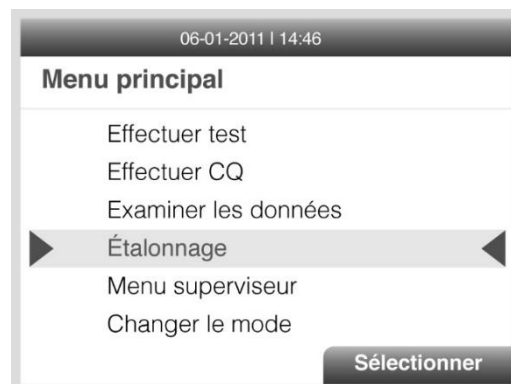 06-01-2011 | 14:46
Menu principal
Effectuer test
Effectuer CQ
Examiner les données
Étalonnage
Menu superviseur
Changer le mode
Sélectionner